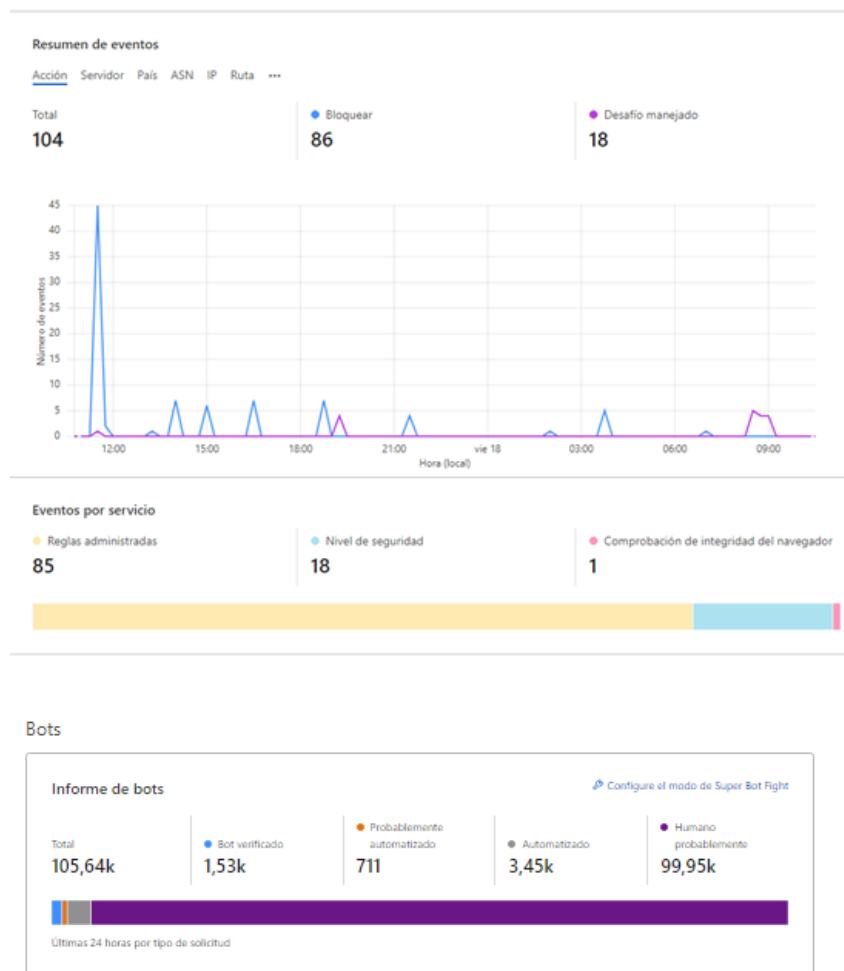 Resumen de eventos
Acción Servidor País ASN IP Ruta •••
Total Bloquear Desafío manejado
104 86 18
45
40
35
30
25
20
15
10
5
0
Número de eventos
12:00 15:00 18:00 21:00 vie 18 03:00 06:00 09:00
Hora (local)
Eventos por servicio
Reglas administradas Nivel de seguridad Comprobación de integridad del navegador
85 18 1
Bots
Informe de bots Configure el modo de Super Bot Fight
Total Bot verificado Probablemente automatizado Automatizado Humano probablemente
105,64k 1,53k 711 3,45k 99,95k
Últimas 24 horas por tipo de solicitud